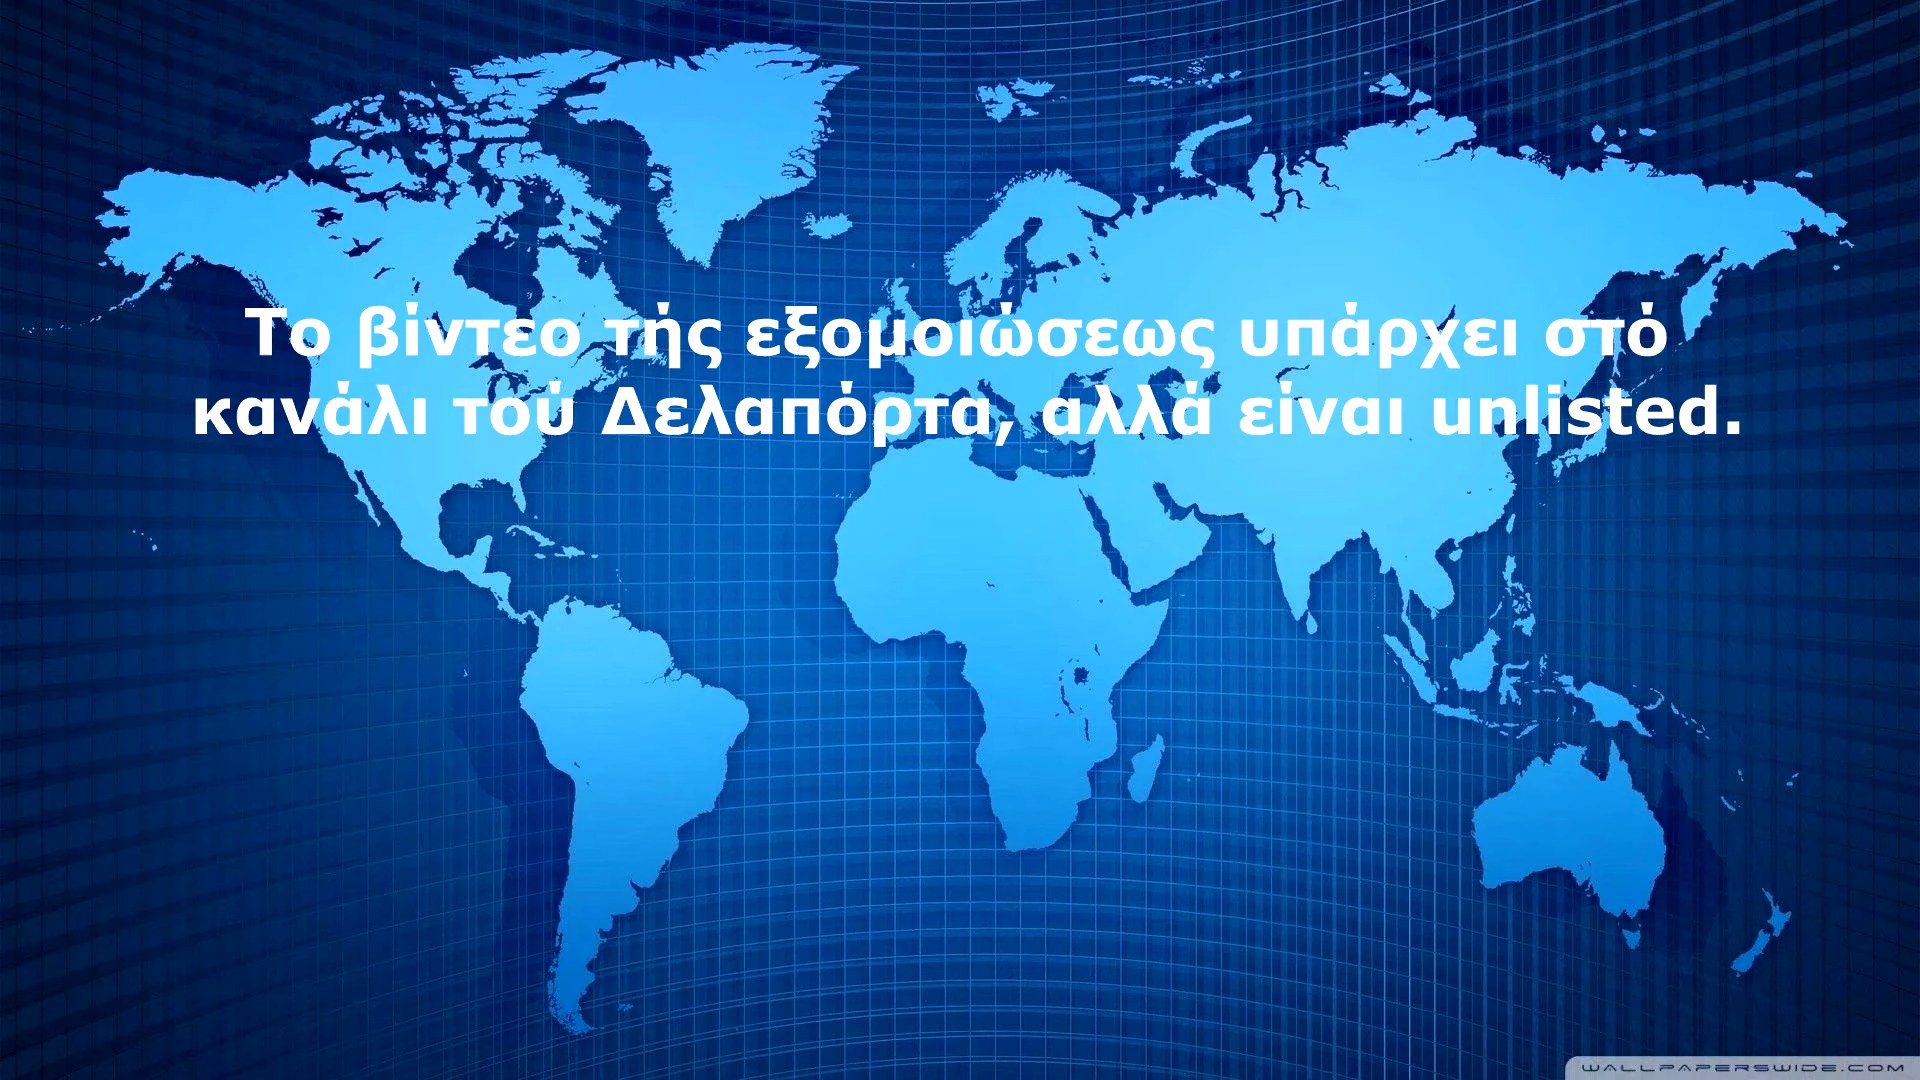 Το βίντεο τής εξομοιώσεως υπάρχει στό
κανάλι τού Δελαπόρτα, αλλά είναι unlisted.
WALLPAPERSWIDE.COM